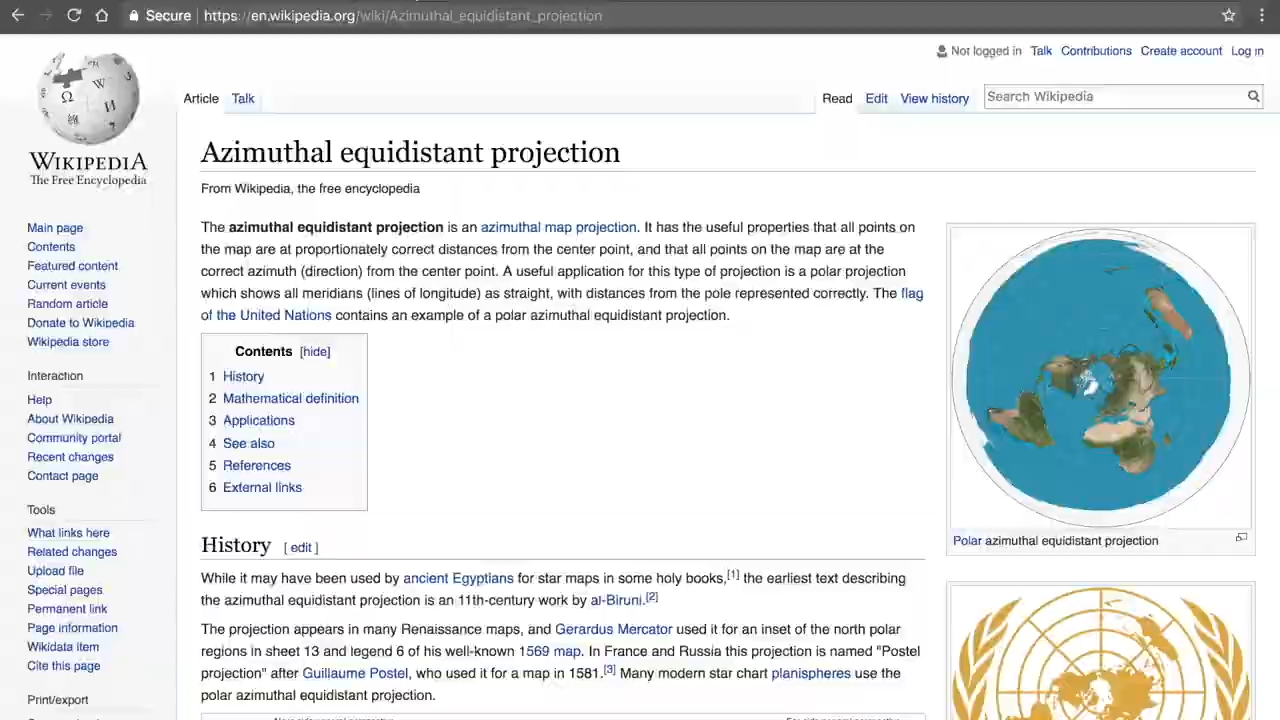 Secure https://en.wikipedia.org/wiki/Azimuthal_equidistant_projection
Not logged in Talk Contributions Create account Log in
Article Talk Read Edit View history Search Wikipedia
WIKIPEDIA
The Free Encyclopedia
Main page
Contents
Featured content
Current events
Random article
Donate to Wikipedia
Wikipedia store
Interaction
Help
About Wikipedia
Community portal
Recent changes
Contact page
Tools
What links here
Related changes
Upload file
Special pages
Permanent link
Page information
Wikidata item
Cite this page
Print/export
Azimuthal equidistant projection
From Wikipedia, the free encyclopedia
The azimuthal equidistant projection is an azimuthal map projection. It has the useful properties that all points on
the map are at proportionately correct distances from the center point, and that all points on the map are at the
correct azimuth (direction) from the center point. A useful application for this type of projection is a polar projection
which shows all meridians (lines of longitude) as straight, with distances from the pole represented correctly. The flag
of the United Nations contains an example of a polar azimuthal equidistant projection.
Contents [hide]
1 History
2 Mathematical definition
3 Applications
4 See also
5 References
6 External links
Polar azimuthal equidistant projection
History [ edit ]
While it may have been used by ancient Egyptians for star maps in some holy books,[1] the earliest text describing
the azimuthal equidistant projection is an 11th-century work by al-Biruni.[2]
The projection appears in many Renaissance maps, and Gerardus Mercator used it for an inset of the north polar
regions in sheet 13 and legend 6 of his well-known 1569 map. In France and Russia this projection is named "Postel
projection" after Guillaume Postel, who used it for a map in 1581.[3] Many modern star chart planispheres use the
polar azimuthal equidistant projection.